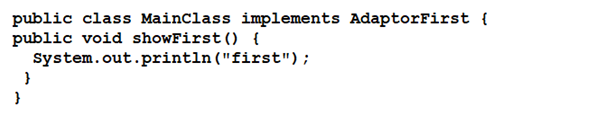 public class MainClass implements AdaptorFirst {
public void showFirst() {
  System.out.println("first");
 }
}